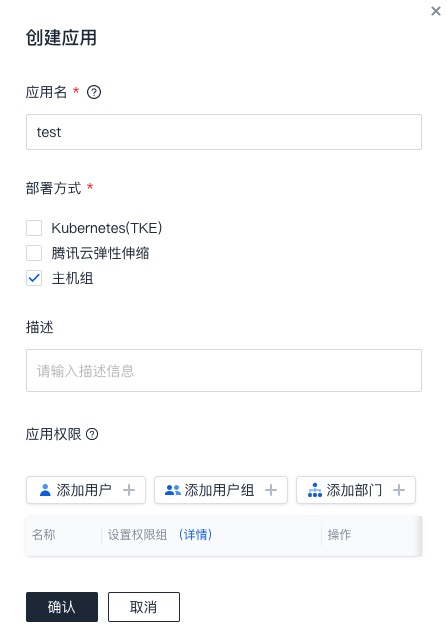 创建应用
应用名 *
test
部署方式 *
Kubernetes(TKE)
腾讯云弹性伸缩
主机组
描述
请输入描述信息
应用权限
添加用户 添加用户组 添加部门
名称 设置权限组 (详情) 操作
确认 取消